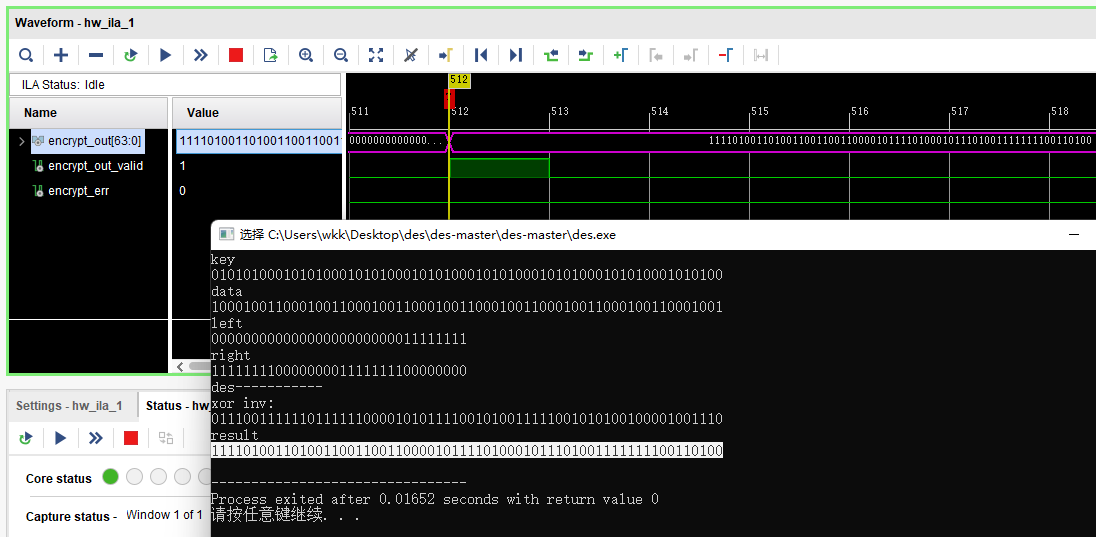 Waveform - hw_ila_1
ILA Status: Idle
Name
Value
encrypt_out[63:0]
11110100110100110011001
encrypt_out_valid
1
encrypt_err
0
512
511 512 513 514 515 516 517 518
0000000000000...
1111010011010011001100110000101111010001011101001111111100110100
选择 C:\Users\wkk\Desktop\des\des-master\des-master\des.exe
key
0101010001010100010101000101010001010100010101000101010001010100
data
1000100110001001100010011000100110001001100010011000100110001001
left
00000000000000000000000011111111
right
11111111000000001111111100000000
des-----------
xor inv:
0111001111110111111000010101111001010011111001010100100001001110
result
1111010011010011001100110000101111010001011101001111111100110100
--------------------------------
Process exited after 0.01652 seconds with return value 0
请按任意键继续. . .
Settings - hw_ila_1
Status - hw_
Core status
Capture status - Window 1 of 1